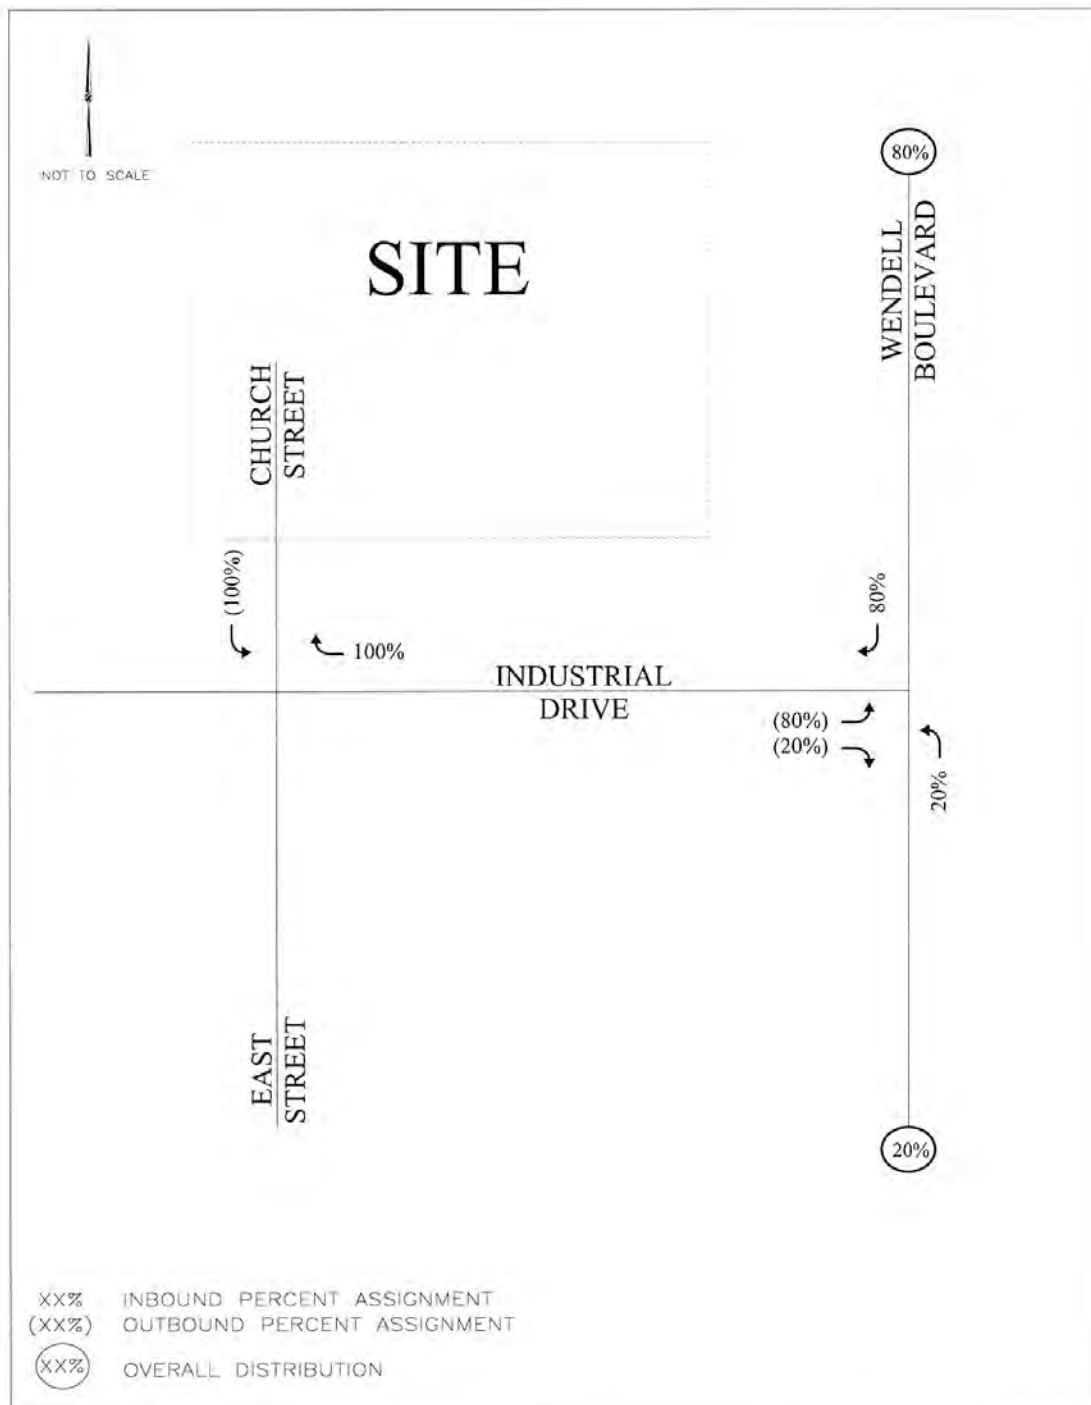 NOT TO SCALE
80%
WENDELL
BOULEVARD
SITE
CHURCH
STREET
(100%)
100%
80%
INDUSTRIAL
DRIVE
(80%)
(20%)
20%
EAST
STREET
20%
XX% INBOUND PERCENT ASSIGNMENT
(XX%) OUTBOUND PERCENT ASSIGNMENT
XX% OVERALL DISTRIBUTION